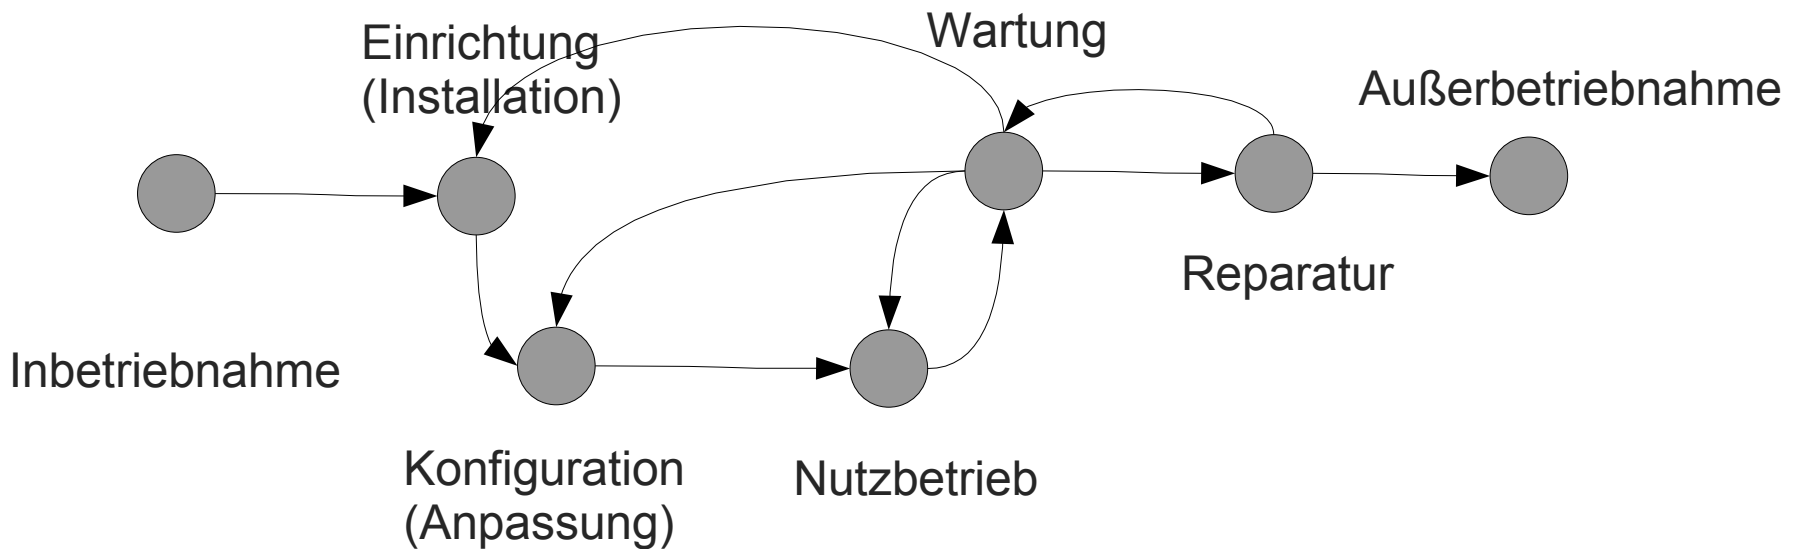 Einrichtung
(Installation)
Wartung
Außerbetriebnahme
Reparatur
Inbetriebnahme
Konfiguration
(Anpassung)
Nutzbetrieb